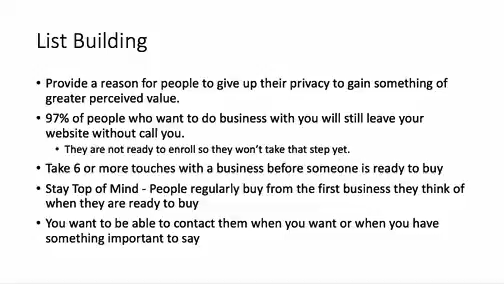 List Building
• Provide a reason for people to give up their privacy to gain something of
greater perceived value.
• 97% of people who want to do business with you will still leave your
website without call you.
• They are not ready to enroll so they won't take that step yet.
• Take 6 or more touches with a business before someone is ready to buy
• Stay Top of Mind - People regularly buy from the first business they think of
when they are ready to buy
• You want to be able to contact them when you want or when you have
something important to say